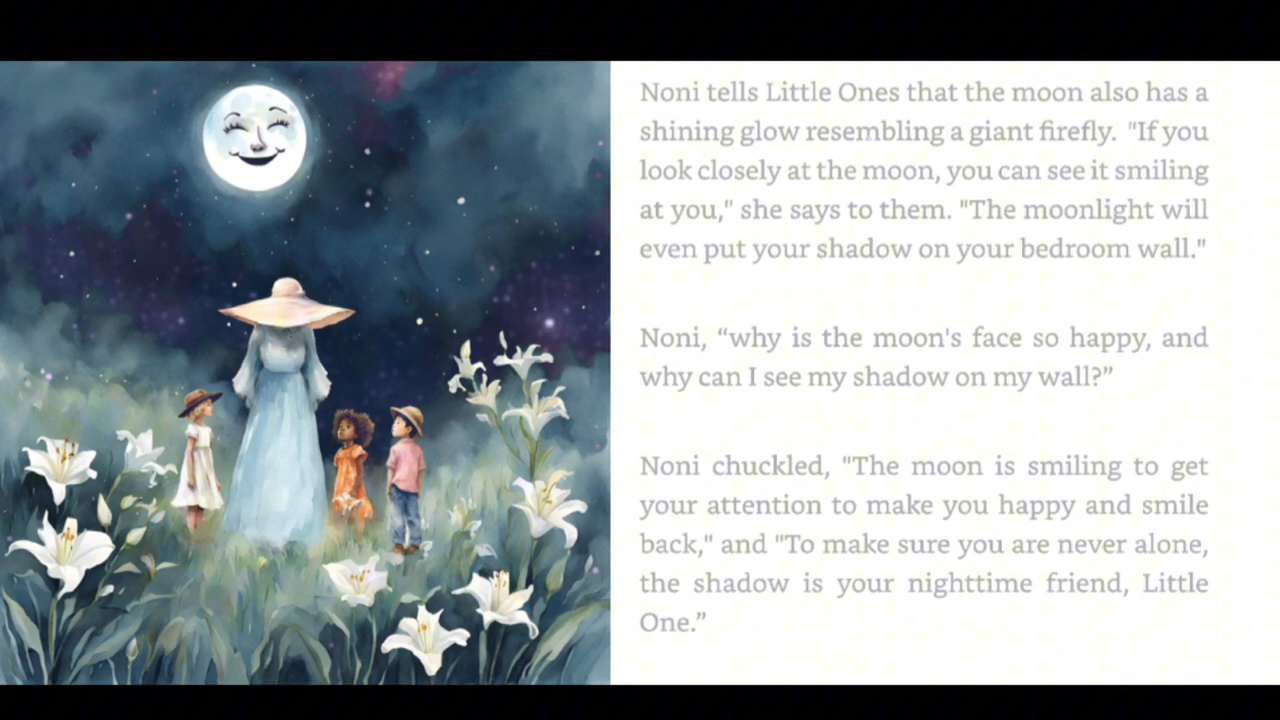 Noni tells Little Ones that the moon also has a
shining glow resembling a giant firefly. "If you
look closely at the moon, you can see it smiling
at you," she says to them. "The moonlight will
even put your shadow on your bedroom wall."
Noni, “why is the moon's face so happy, and
why can I see my shadow on my wall?”
Noni chuckled, "The moon is smiling to get
your attention to make you happy and smile
back," and "To make sure you are never alone,
the shadow is your nighttime friend, Little
One.”